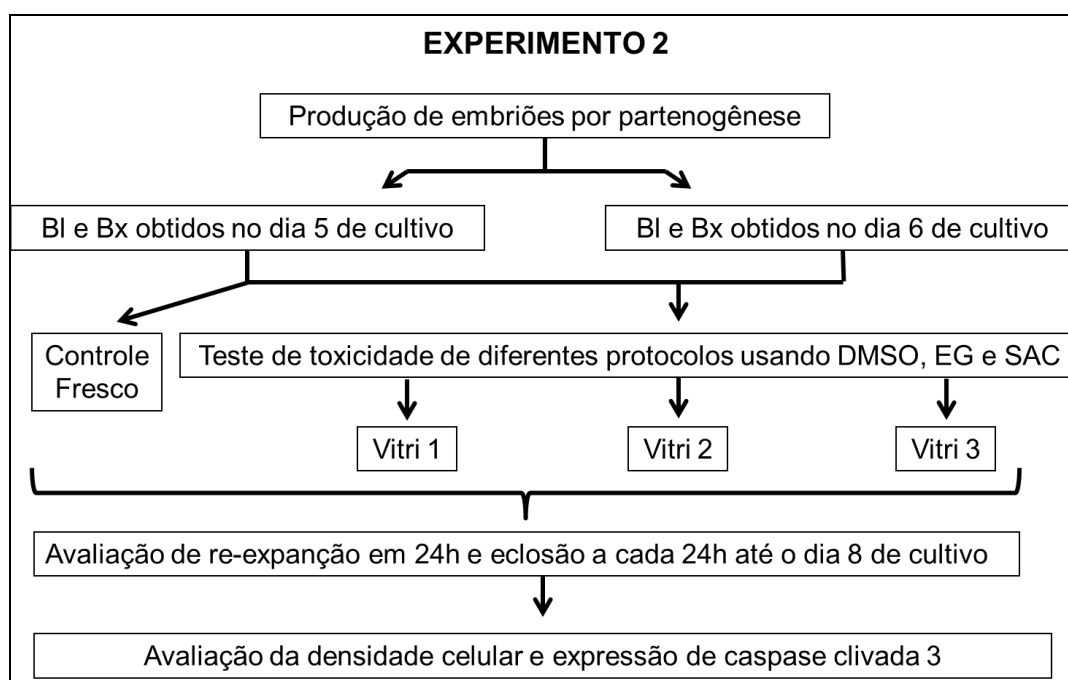 EXPERIMENTO 2
Produção de embriões por partenogênese
Bl e Bx obtidos no dia 5 de cultivo
Bl e Bx obtidos no dia 6 de cultivo
Controle
Fresco
Teste de toxicidade de diferentes protocolos usando DMSO, EG e SAC
Vitri 1
Vitri 2
Vitri 3
Avaliação de re-expanção em 24h e eclosão a cada 24h até o dia 8 de cultivo
Avaliação da densidade celular e expressão de caspase clivada 3